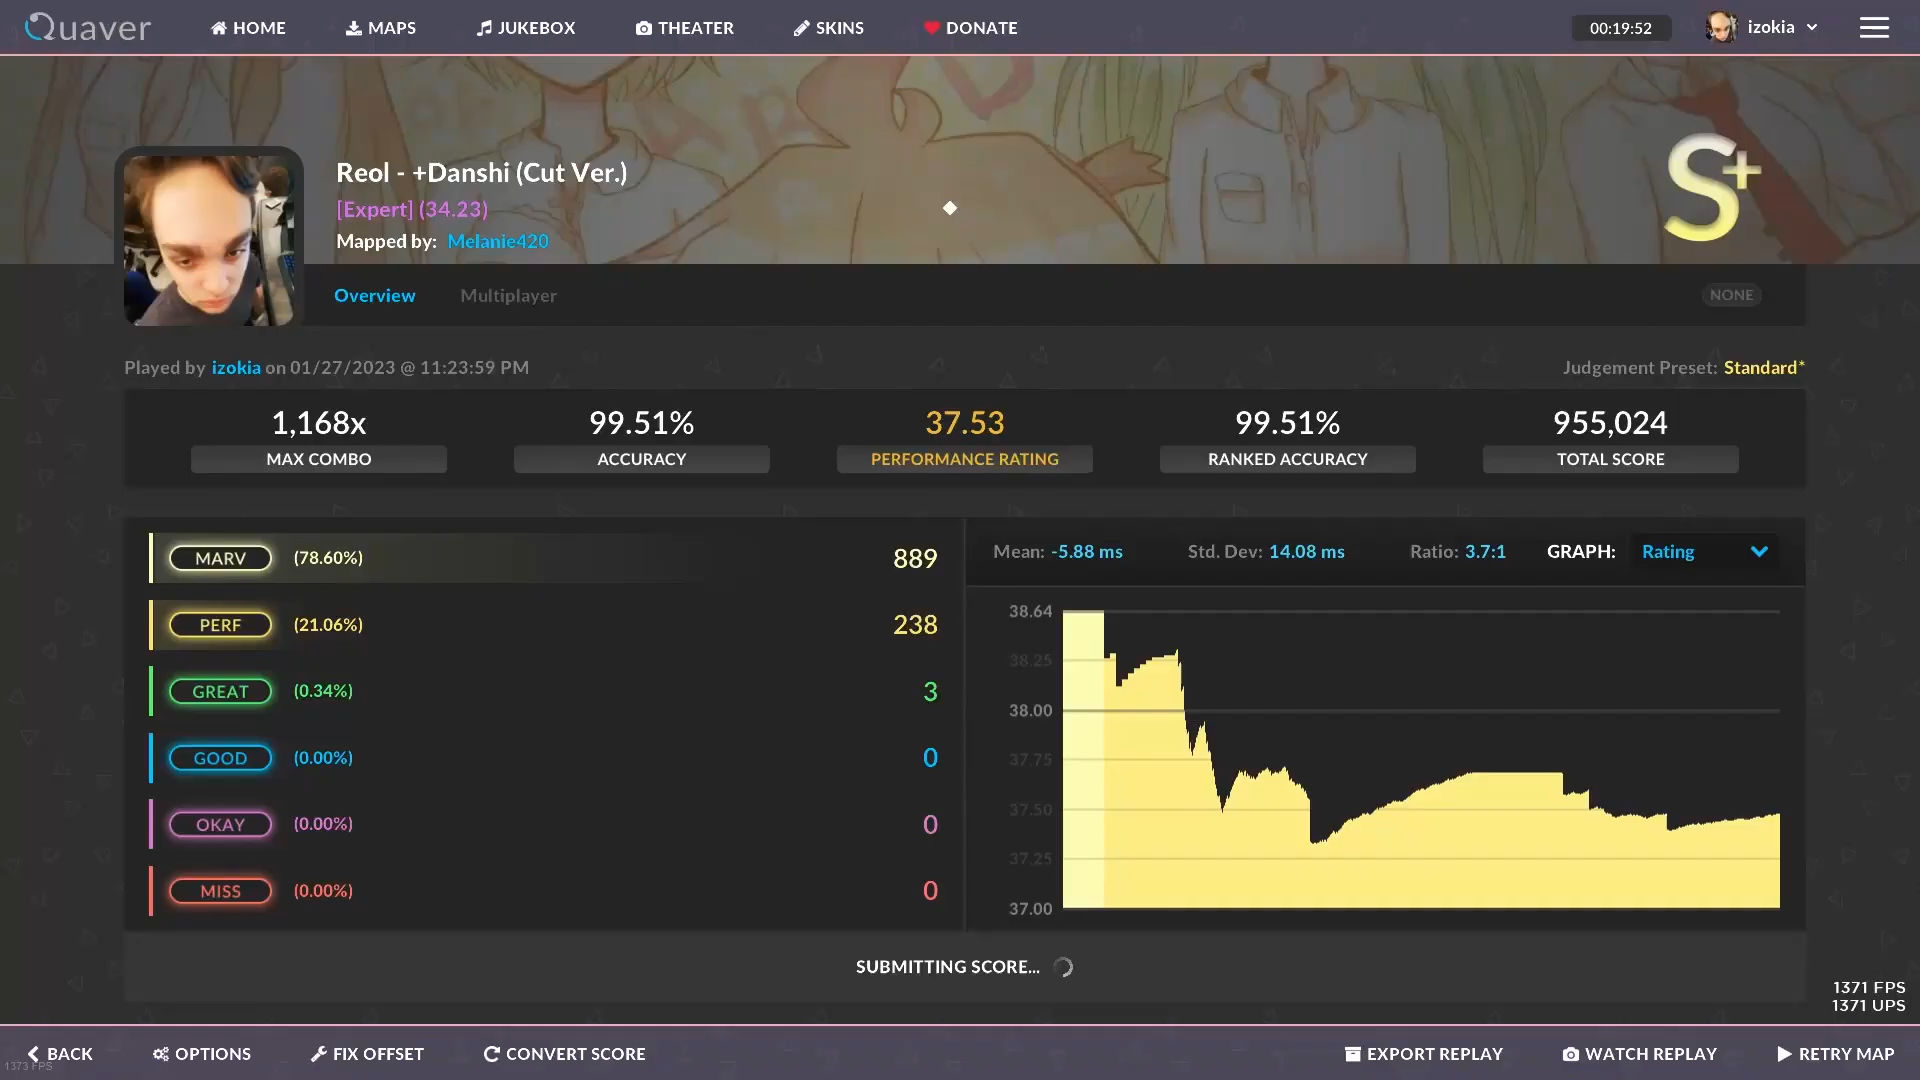 Quaver
HOME
MAPS
JUKEBOX
THEATER
SKINS
DONATE
00:19:52
izokia
Reol - +Danshi (Cut Ver.)
[Expert] (34.23)
Mapped by: Melanie420
S+
Overview
Multiplayer
NONE
Played by izokia on 01/27/2023 @ 11:23:59 PM
Judgement Preset: Standard*
1,168x
MAX COMBO
99.51%
ACCURACY
37.53
PERFORMANCE RATING
99.51%
RANKED ACCURACY
955,024
TOTAL SCORE
MARV (78.60%) 889
PERF (21.06%) 238
GREAT (0.34%) 3
GOOD (0.00%) 0
OKAY (0.00%) 0
MISS (0.00%) 0
Mean: -5.88 ms
Std. Dev: 14.08 ms
Ratio: 3.7:1
GRAPH: Rating
38.64
38.25
38.00
37.75
37.50
37.25
37.00
SUBMITTING SCORE...
1371 FPS
1371 UPS
BACK
OPTIONS
FIX OFFSET
CONVERT SCORE
EXPORT REPLAY
WATCH REPLAY
RETRY MAP
1373 FPS